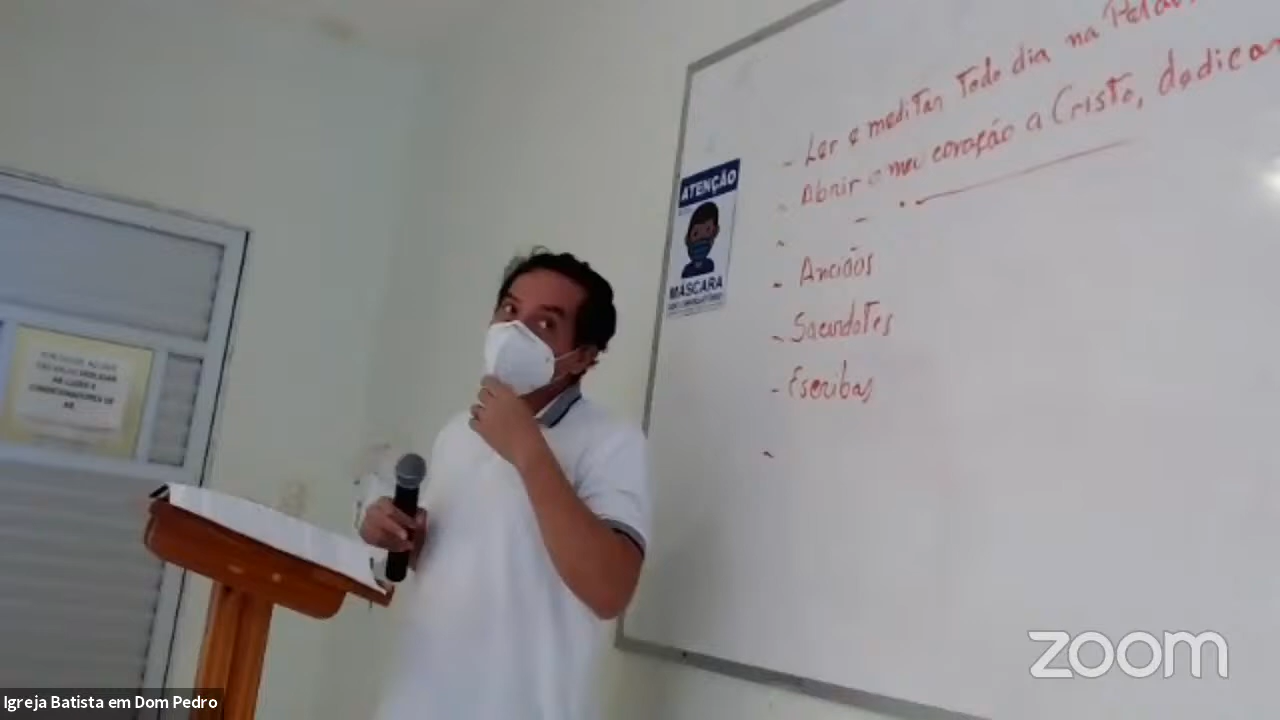 - Ler e meditar todo dia na Palav
- Abrir o meu coração a Cristo, dedicar
- Anciãos
- Sacerdotes
- Escribas
-
ATENÇÃO
MÁSCARA
zoom
Igreja Batista em Dom Pedro